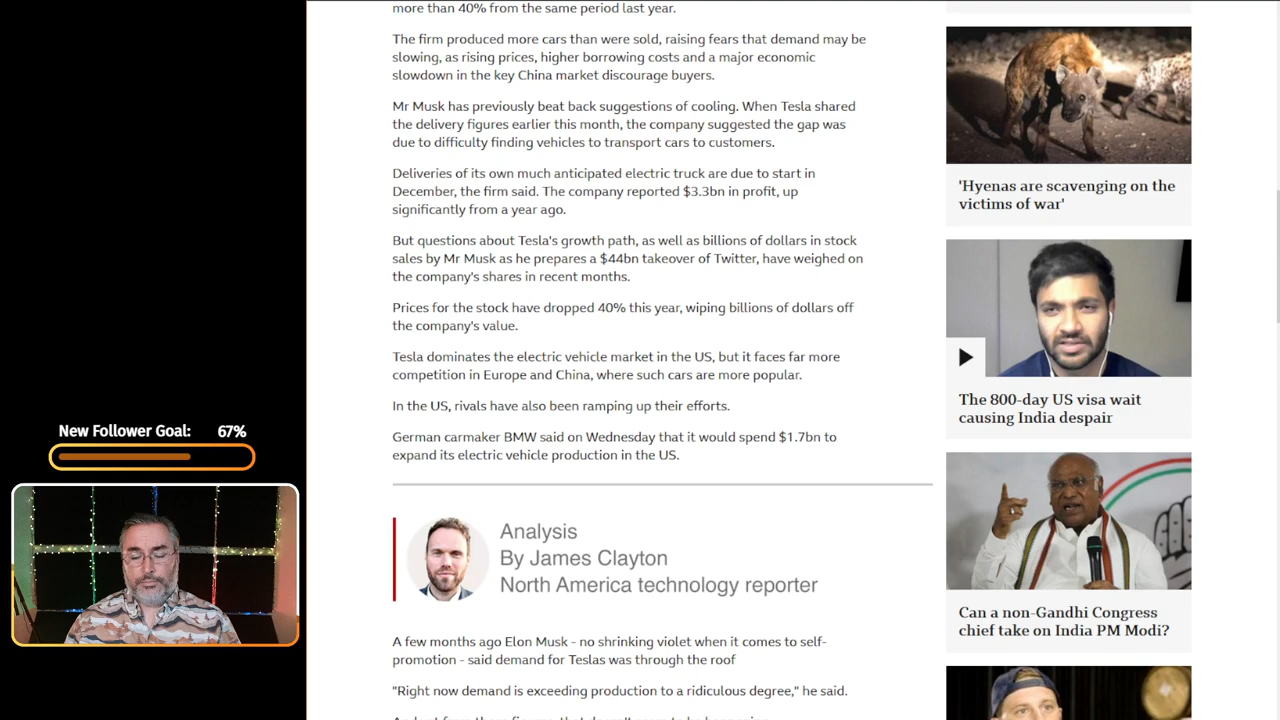 more than 40% from the same period last year.
The firm produced more cars than were sold, raising fears that demand may be
slowing, as rising prices, higher borrowing costs and a major economic
slowdown in the key China market discourage buyers.
Mr Musk has previously beat back suggestions of cooling. When Tesla shared
the delivery figures earlier this month, the company suggested the gap was
due to difficulty finding vehicles to transport cars to customers.
Deliveries of its own much anticipated electric truck are due to start in
December, the firm said. The company reported $3.3bn in profit, up
significantly from a year ago.
But questions about Tesla's growth path, as well as billions of dollars in stock
sales by Mr Musk as he prepares a $44bn takeover of Twitter, have weighed on
the company's shares in recent months.
Prices for the stock have dropped 40% this year, wiping billions of dollars off
the company's value.
Tesla dominates the electric vehicle market in the US, but it faces far more
competition in Europe and China, where such cars are more popular.
In the US, rivals have also been ramping up their efforts.
German carmaker BMW said on Wednesday that it would spend $1.7bn to
expand its electric vehicle production in the US.
Analysis
By James Clayton
North America technology reporter
A few months ago Elon Musk - no shrinking violet when it comes to self-
promotion - said demand for Teslas was through the roof
"Right now demand is exceeding production to a ridiculous degree," he said.
'Hyenas are scavenging on the
victims of war'
The 800-day US visa wait
causing India despair
Can a non-Gandhi Congress
chief take on India PM Modi?
New Follower Goal: 67%